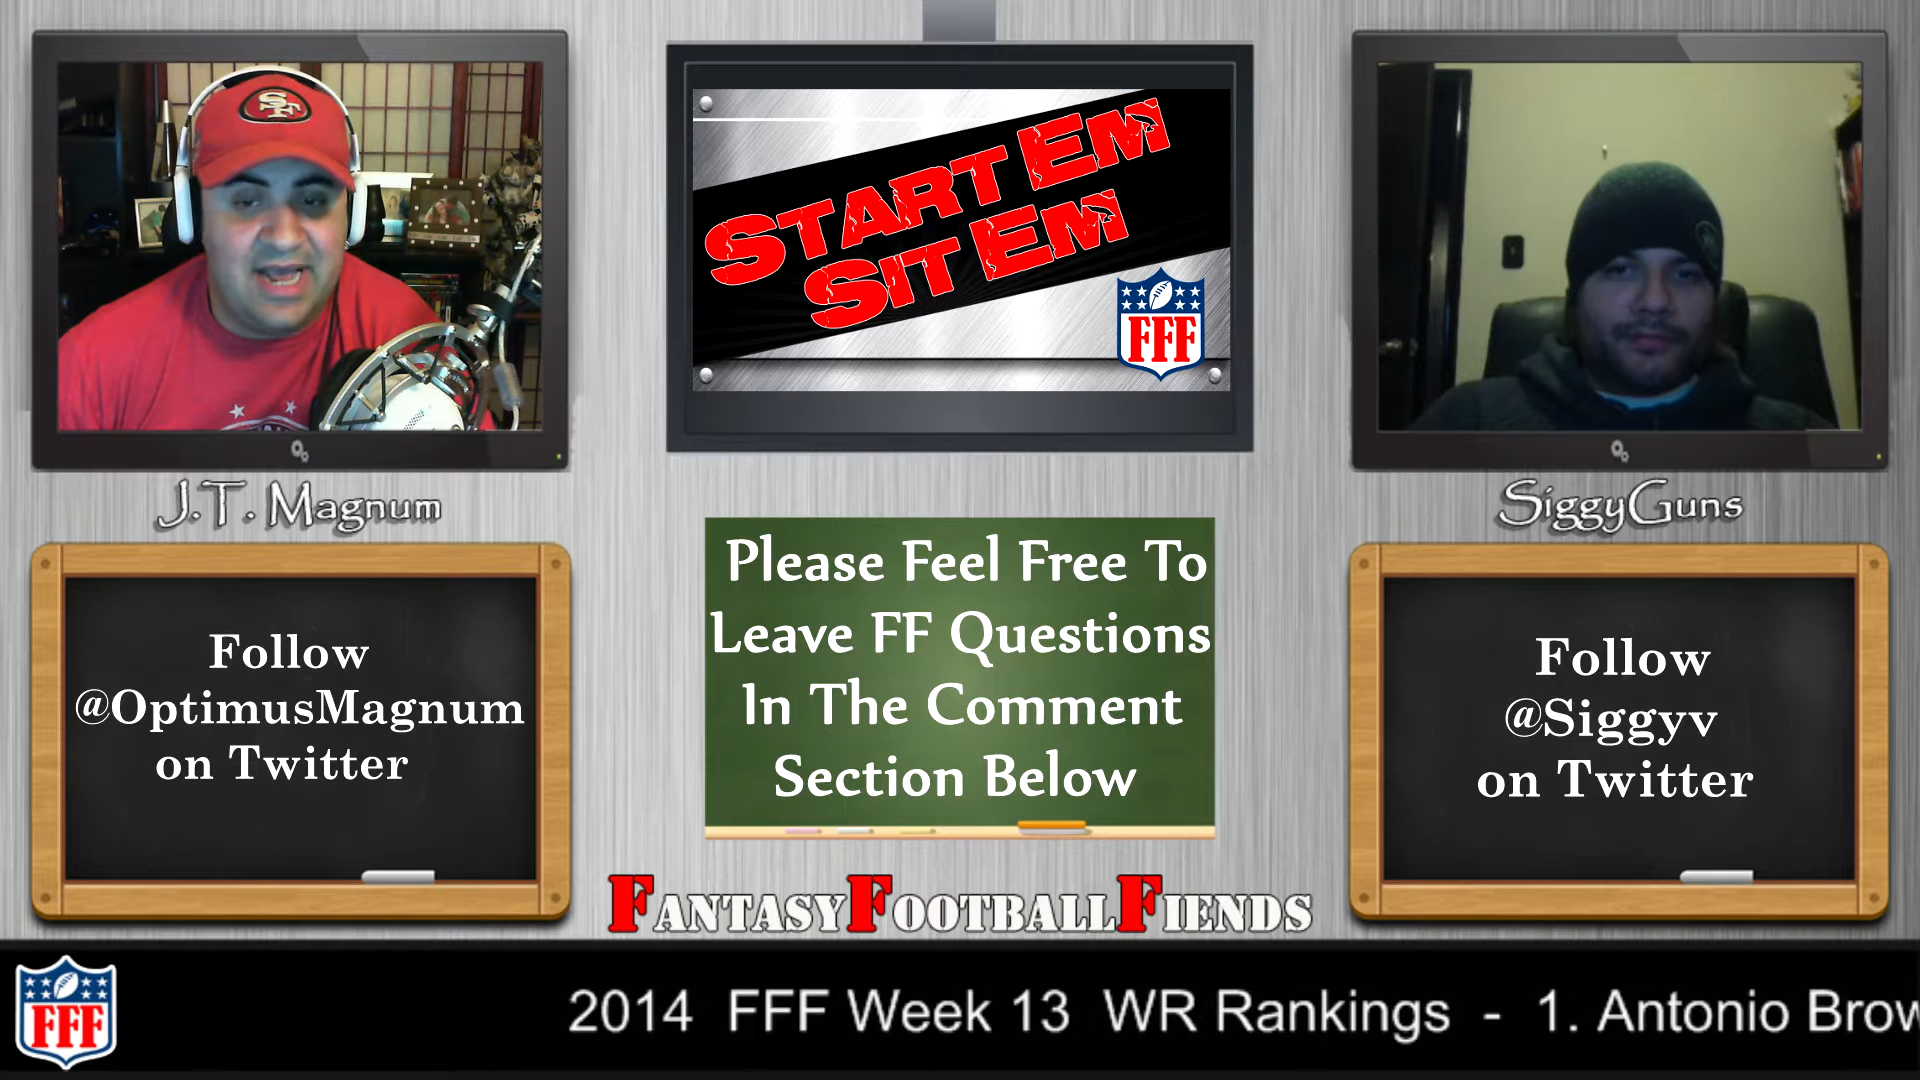 SF
START EM
SIT EM
FFF
J.T. Magnum
SiggyGuns
Follow
@OptimusMagnum
on Twitter
Please Feel Free To
Leave FF Questions
In The Comment
Section Below
Follow
@Siggyv
on Twitter
FANTASYFOOTBALLFIENDS
FFF
2014 FFF Week 13 WR Rankings - 1. Antonio Brow